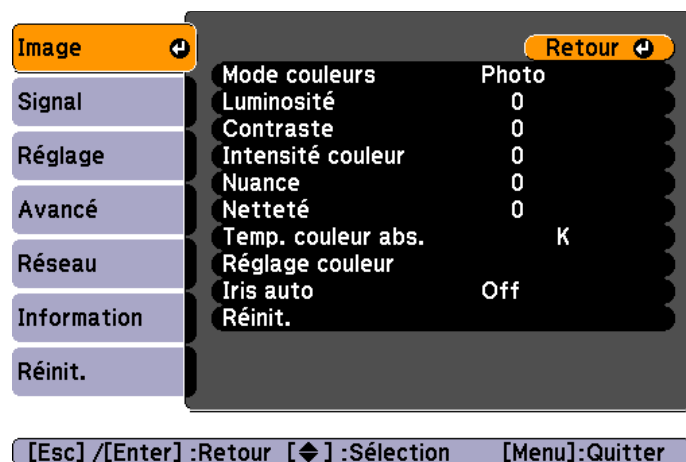 Image
Signal
Réglage
Avancé
Réseau
Information
Réinit.
Retour
Mode couleurs Photo
Luminosité 0
Contraste 0
Intensité couleur 0
Nuance 0
Netteté 0
Temp. couleur abs. K
Réglage couleur
Iris auto Off
Réinit.
[Esc] /[Enter] :Retour [◆] :Sélection [Menu]:Quitter